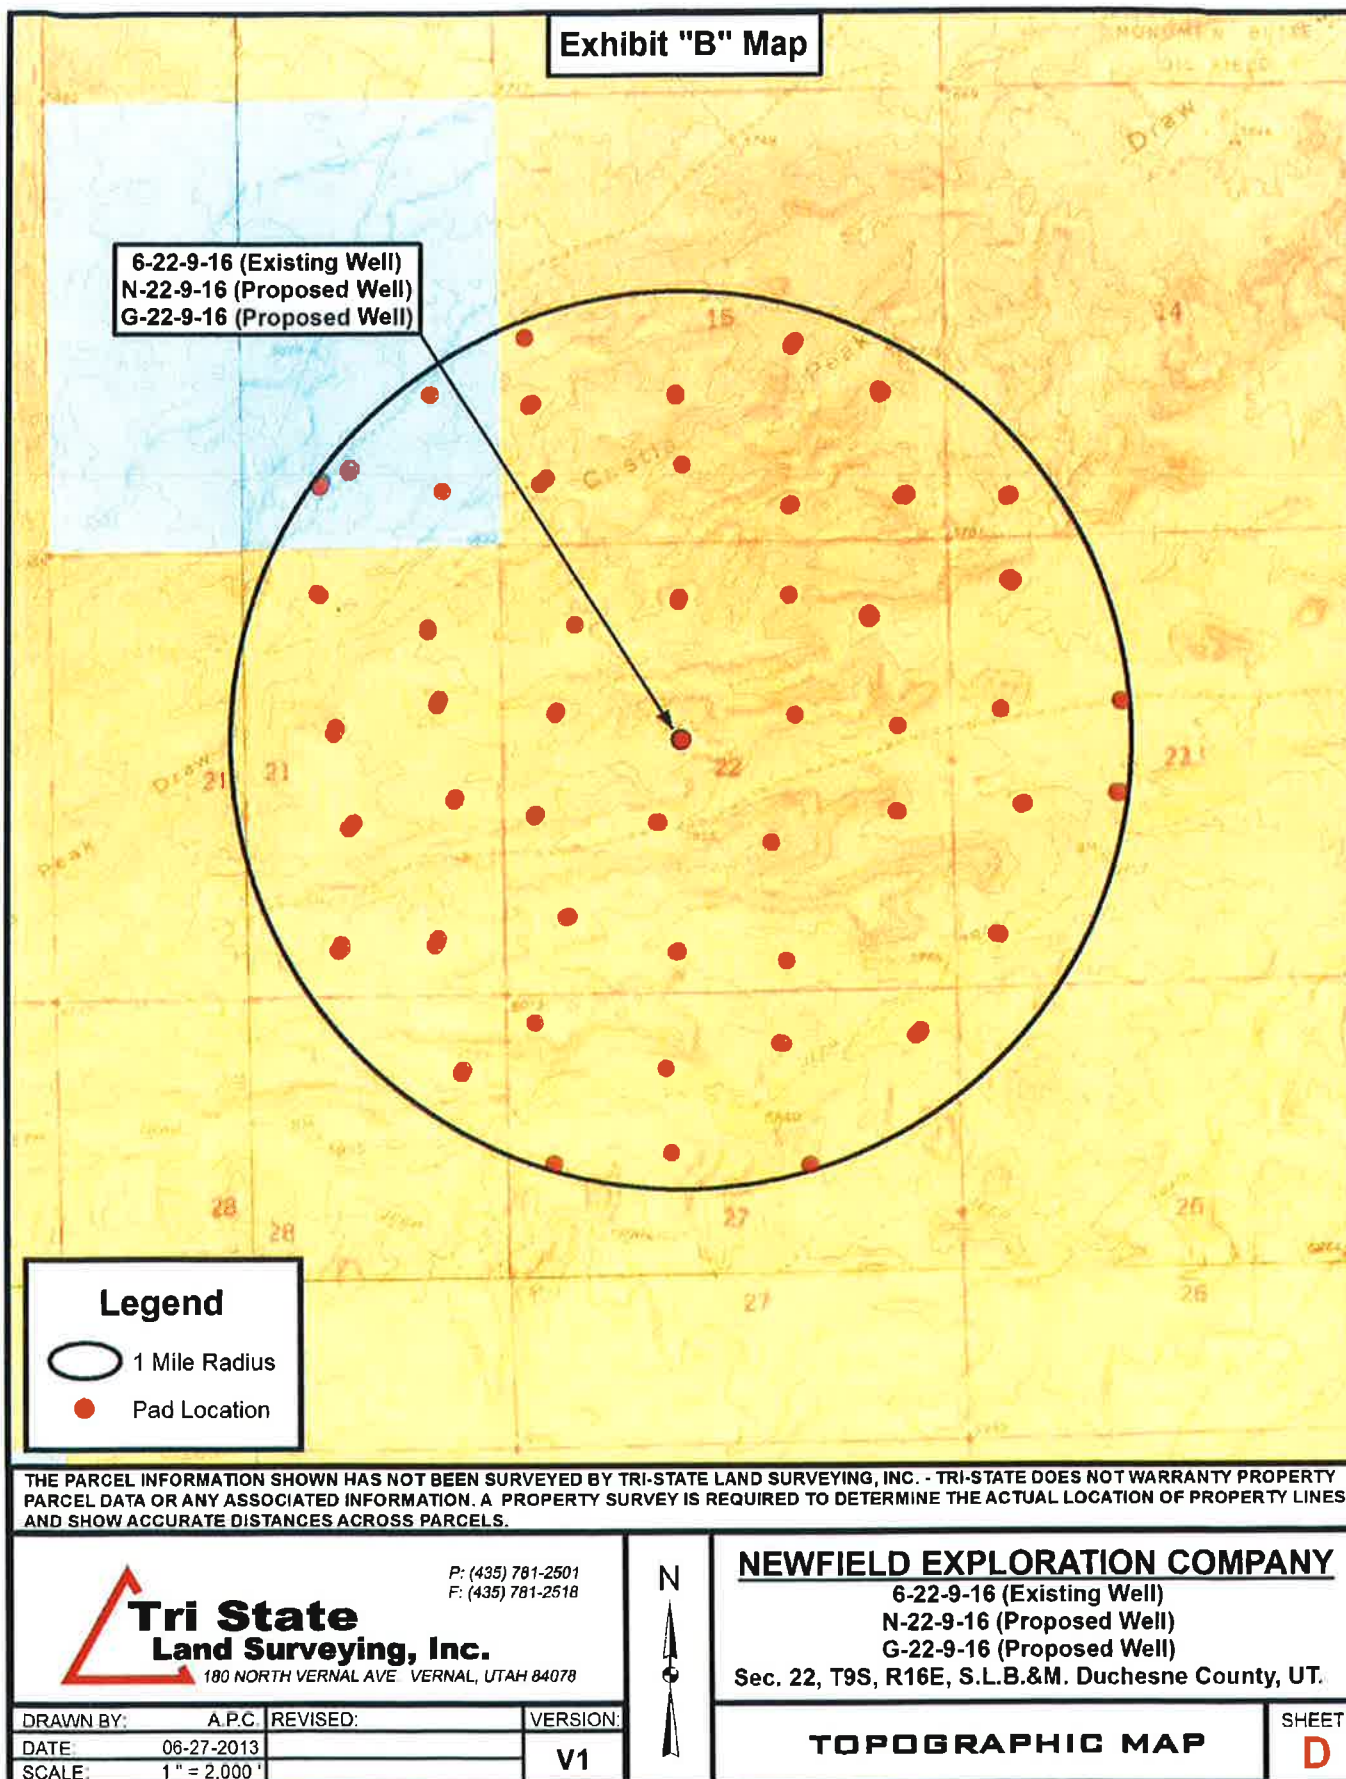 Exhibit "B" Map
OIL FIELD
Draw
6-22-9-16 (Existing Well)
N-22-9-16 (Proposed Well)
G-22-9-16 (Proposed Well)
15
14
Peak
Castle
Draw
21
21
22
Peak
28
28
27
26
27
26
Legend
1 Mile Radius
Pad Location
THE PARCEL INFORMATION SHOWN HAS NOT BEEN SURVEYED BY TRI-STATE LAND SURVEYING, INC. - TRI-STATE DOES NOT WARRANTY PROPERTY
PARCEL DATA OR ANY ASSOCIATED INFORMATION. A PROPERTY SURVEY IS REQUIRED TO DETERMINE THE ACTUAL LOCATION OF PROPERTY LINES
AND SHOW ACCURATE DISTANCES ACROSS PARCELS.
P: (435) 781-2501
F: (435) 781-2518
Tri State
Land Surveying, Inc.
180 NORTH VERNAL AVE VERNAL, UTAH 84078
N
NEWFIELD EXPLORATION COMPANY
6-22-9-16 (Existing Well)
N-22-9-16 (Proposed Well)
G-22-9-16 (Proposed Well)
Sec. 22, T9S, R16E, S.L.B.&M. Duchesne County, UT.
DRAWN BY: A.P.C. REVISED: VERSION:
DATE: 06-27-2013
V1
SCALE: 1 " = 2,000 '
TOPOGRAPHIC MAP
SHEET
D